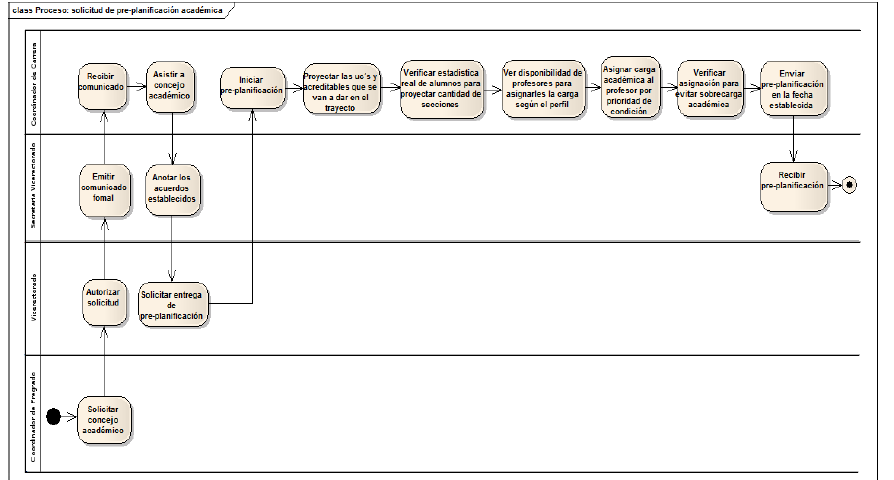 class Proceso: solicitud de pre-planificación académica
Coordinador de Carrera
Recibir
comunicado
Asistir a
concejo
académico
Iniciar
pre-planificación
Proyectar las uc's y
acreditables que se
van a dar en el
trayecto
Verificar estadistica
real de alumnos para
proyectar cantidad de
secciones
Ver disponibilidad de
profesores para
asignarles la carga
según el perfil
Asignar carga
académica al
profesor por
prioridad de
condición
Verificar
asignación para
evitar sobrecarga
académica
Enviar
pre-planificación
en la fecha
establecida
Secretaria Vicerectorado
Emitir
comunicado
fomal
Anotar los
acuerdos
establecidos
Recibir
pre-planificación
Vicerectorado
Autorizar
solicitud
Solicitar entrega
de
pre-planificación
Coordinador de Pregrado
Solicitar
concejo
académico